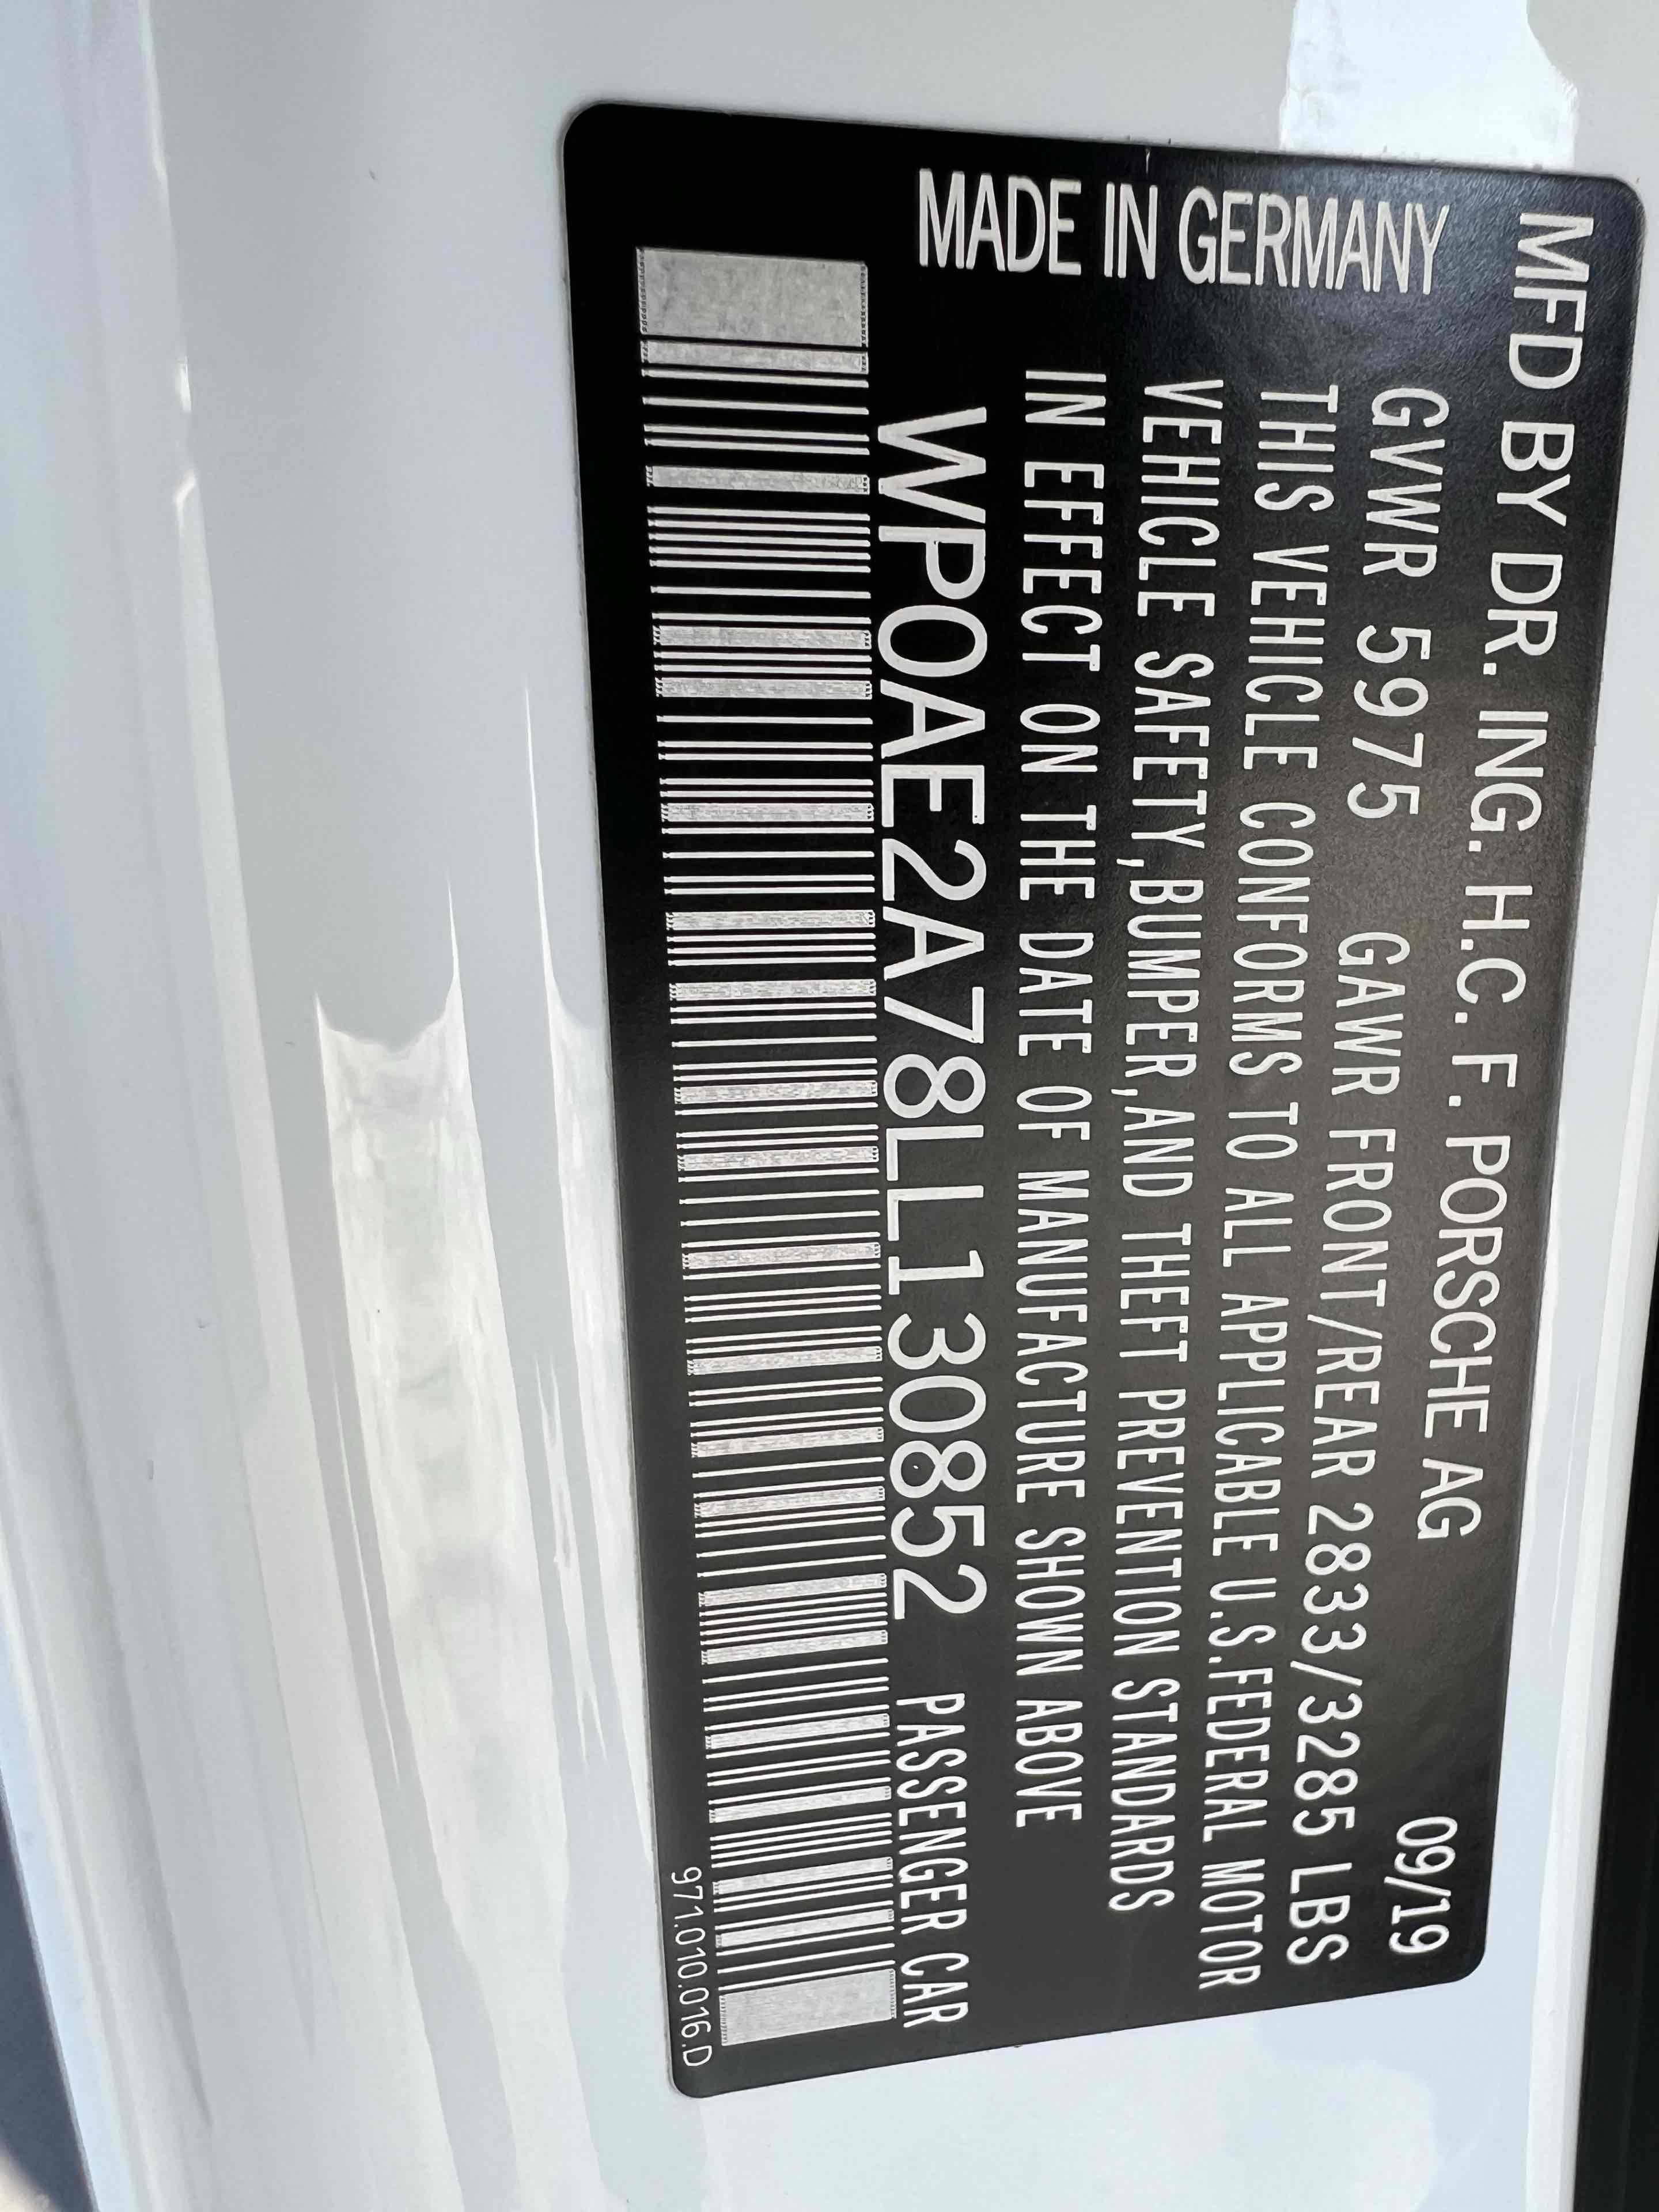 MFD BY DR. ING. H.C. F. PORSCHE AG 09/19
GVWR 5975 GAWR FRONT/REAR 2833/3285 LBS
THIS VEHICLE CONFORMS TO ALL APPLICABLE U.S.FEDERAL MOTOR
VEHICLE SAFETY,BUMPER,AND THEFT PREVENTION STANDARDS
IN EFFECT ON THE DATE OF MANUFACTURE SHOWN ABOVE
WP0AE2A78LL130852 PASSENGER CAR
971.010.016.D
MADE IN GERMANY